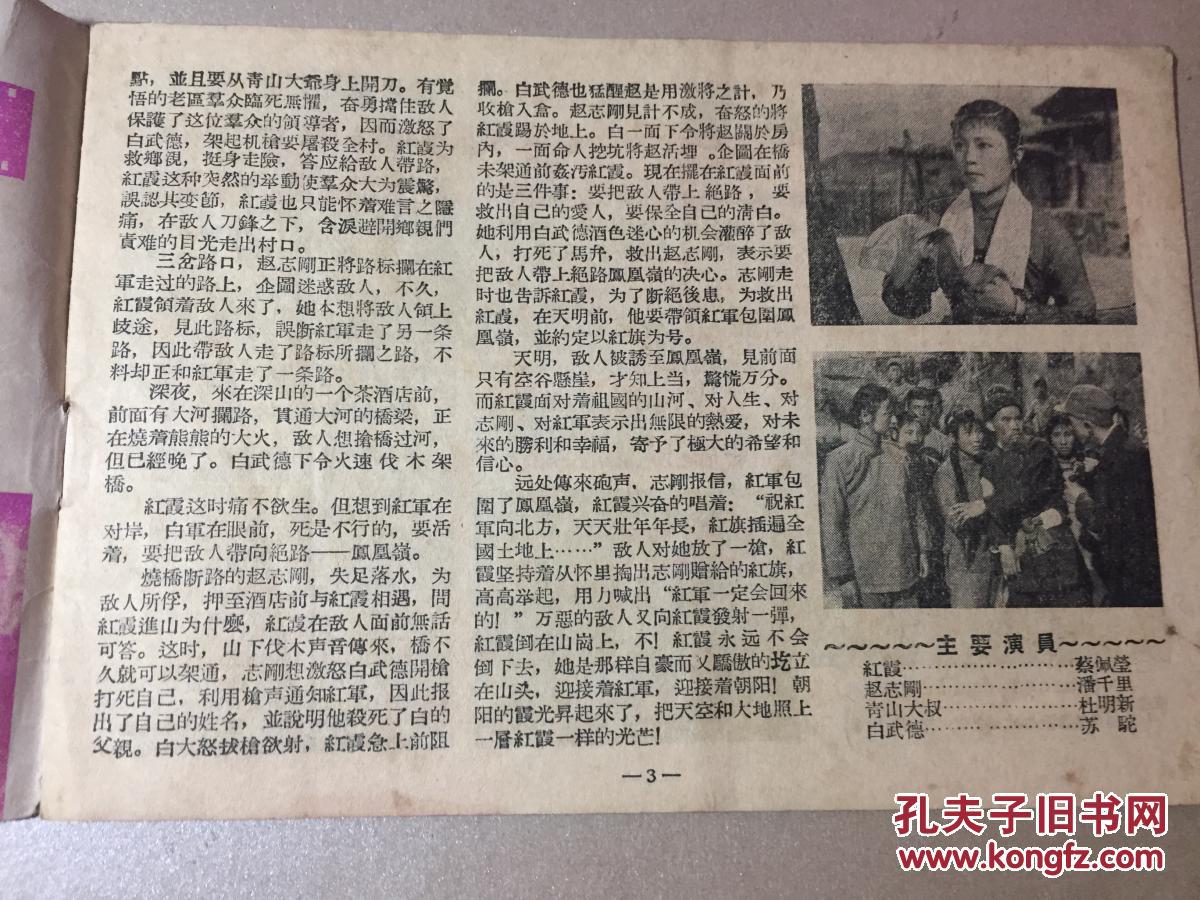 點，並且要从青山大爺身上開刀。有覚
悟的老區羣众臨死無懼，奋勇擋住敌人
保護了这位羣众的領導者，因而激怒了
白武德，架起机槍要屠殺全村。紅霞为
救鄉親，挺身走險，答应給敌人帶路，
紅霞这种突然的举動使羣众大为震驚，
誤認其变節，紅霞也只能怀着难言之隱
痛，在敌人刀鋒之下，含淚避開鄉親們
責难的目光走出村口。
三岔路口，赵志剛正將路标擱在紅
軍走过的路上，企圖迷惑敌人，不久，
紅霞領着敌人來了，她本想將敌人領上
歧途，見此路标，誤断紅軍走了另一条
路，因此帶敌人走了路标所擱之路，不
料却正和紅軍走了一条路。
深夜，來在深山的一个茶酒店前，
前面有大河攔路，貫通大河的橋梁，正
在燒着熊熊的大火，敌人想搶橋过河，
但已經晚了。白武德下令火速伐木架
橋。
紅霞这时痛不欲生。但想到紅軍在
对岸，白軍在眼前，死是不行的，要活
着，要把敌人帶向絕路——鳳凰嶺。
燒橋断路的赵志剛，失足落水，为
敌人所俘，押至酒店前与紅霞相遇，問
紅霞進山为什麼，紅霞在敌人面前無話
可答。这时，山下伐木声音傳來，橋不
久就可以架通，志剛想激怒白武德開槍
打死自己，利用槍声通知紅軍，因此报
出了自己的姓名，並說明他殺死了白的
父親。白大怒拔槍欲射，紅霞急上前阻
攔。白武德也猛醒赵是用激將之計，乃
收槍入盒。赵志剛見計不成，奋怒的將
紅霞踢於地上。白一面下令將赵關於房
内，一面命人挖坑將赵活埋。企圖在橋
未架通前姦汚紅霞。現在擺在紅霞面前
的是三件事：要把敌人帶上絕路，要
救出自己的愛人，要保全自己的清白。
她利用白武德酒色迷心的机会灌醉了敌
人，打死了馬弁，救出赵志剛，表示要
把敌人帶上絕路鳳凰嶺的决心。志剛走
时也告訴紅霞，为了断絕後患，为救出
紅霞，在天明前，他要帶領紅軍包圍鳳
凰嶺，並約定以紅旗为号。
天明，敌人被誘至鳳凰嶺，見前面
只有空谷懸崖，才知上当，驚慌万分。
而紅霞面对着祖國的山河、对人生、对
志剛、对紅軍表示出無限的熱愛，对未
來的勝利和幸福，寄予了極大的希望和
信心。
远处傳來砲声，志剛报信，紅軍包
圍了鳳凰嶺，紅霞兴奋的唱着：“祝紅
軍向北方，天天壯年年長，紅旗插遍全
國土地上……”敌人对她放了一槍，紅
霞坚持着从怀里掏出志剛贈給的紅旗，
高高举起，用力喊出“紅軍一定会回來
的！”万惡的敌人又向紅霞發射一彈，
紅霞倒在山崗上，不！紅霞永远不会
倒下去，她是那样自豪而又驕傲的圪立
在山头，迎接着紅軍，迎接着朝阳！朝
阳的霞光昇起來了，把天空和大地照上
一層紅霞一样的光芒！
主要演員
紅霞……………………蔡佩瑩
赵志剛…………………潘千里
青山大叔………………杜明新
白武德…………………苏駝
—3—
孔夫子旧书网
www.kongfz.com